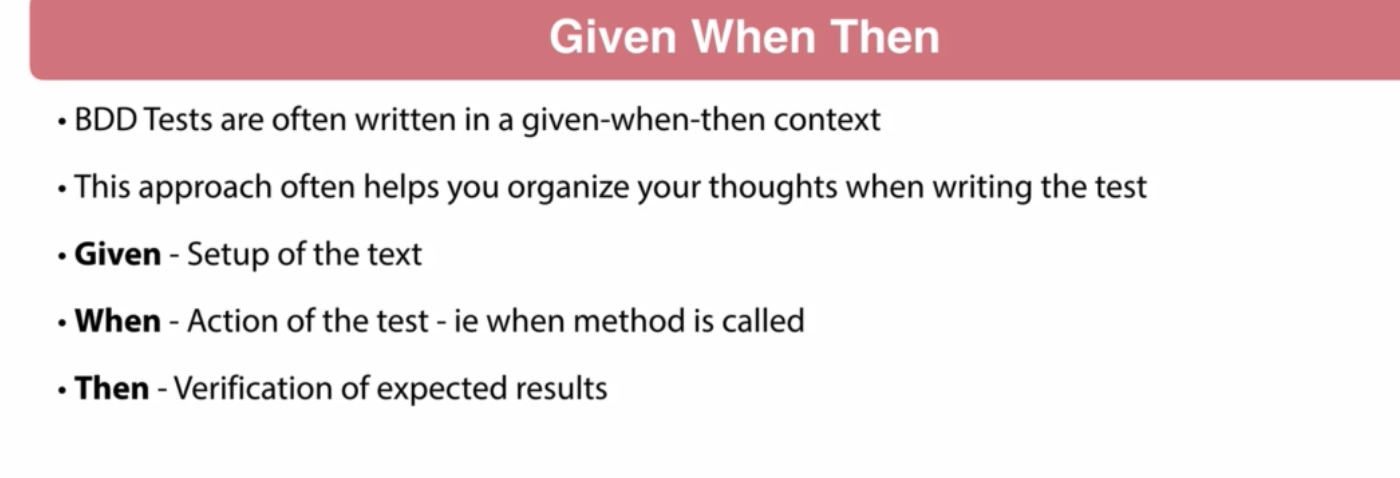 Given When Then
• BDD Tests are often written in a given-when-then context
• This approach often helps you organize your thoughts when writing the test
• Given - Setup of the text
• When - Action of the test - ie when method is called
• Then - Verification of expected results